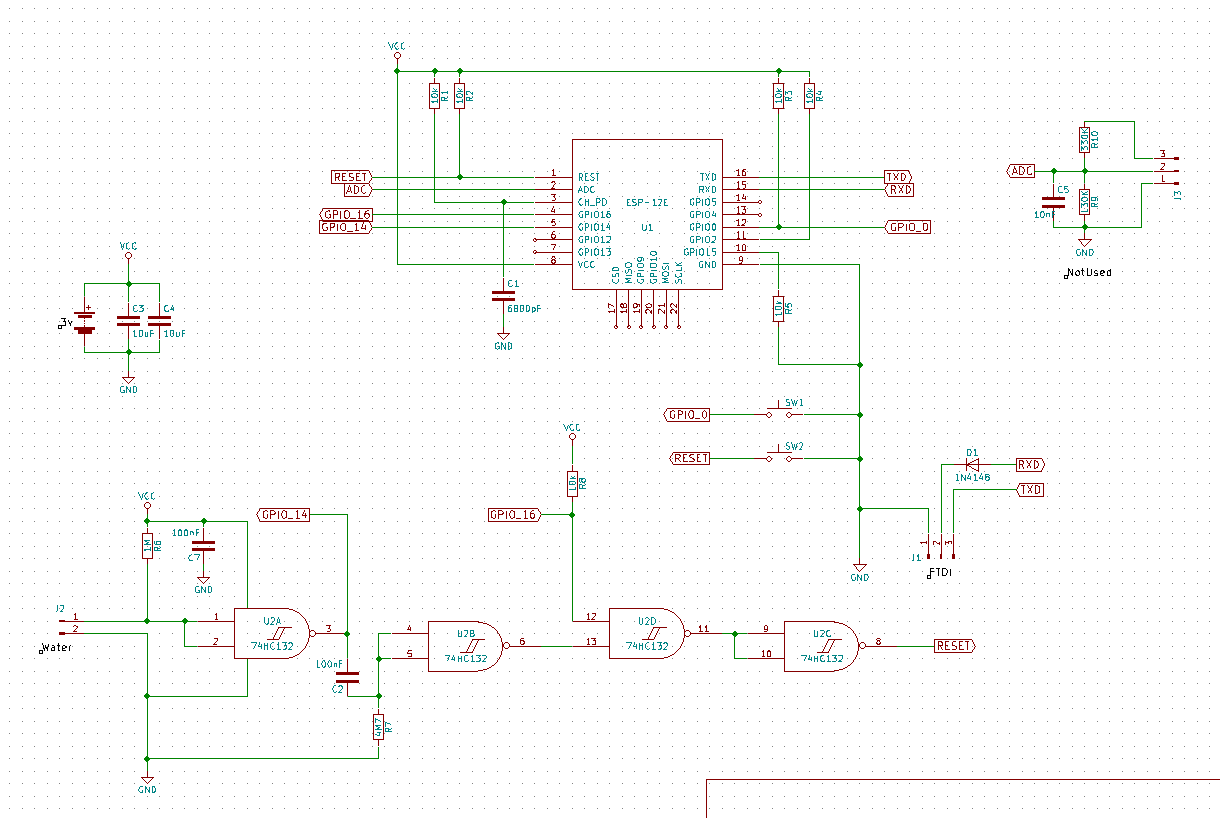 VCC
10k
R1
10k
R2
10k
R3
10k
R4
RESET
ADC
GPIO_16
GPIO_14
1 REST
2 ADC
3 CH_PD
4 GPIO16
5 GPIO14
6 GPIO12
7 GPIO13
8 VCC
ESP-12E
U1
TXD 16
RXD 15
GPIO5 14
GPIO4 13
GPIO0 12
GPIO2 11
GPIO15 10
GND 9
CSD
MISO
GPIO9
GPIO10
MOSI
SCLK
17
18
19
20
21
22
TXD
RXD
GPIO_0
C1
6800pF
GND
10k
R5
ADC
C5
10nF
330K
R10
130K
R9
3
2
1
J3
GND
NotUsed
VCC
3v
+
C3
10uF
C4
10uF
GND
GPIO_0
SW1
RESET
SW2
D1
1N4148
RXD
TXD
1
2
3
J1
FTDI
GND
VCC
10k
R8
GPIO_16
VCC
1M
R6
100nF
C7
GND
GPIO_14
J2
1
2
Water
1
2
U2A
74HC132
3
100nF
C2
4M7
R7
4
5
U2B
74HC132
6
12
13
U2D
74HC132
11
9
10
U2C
74HC132
8
RESET
GND